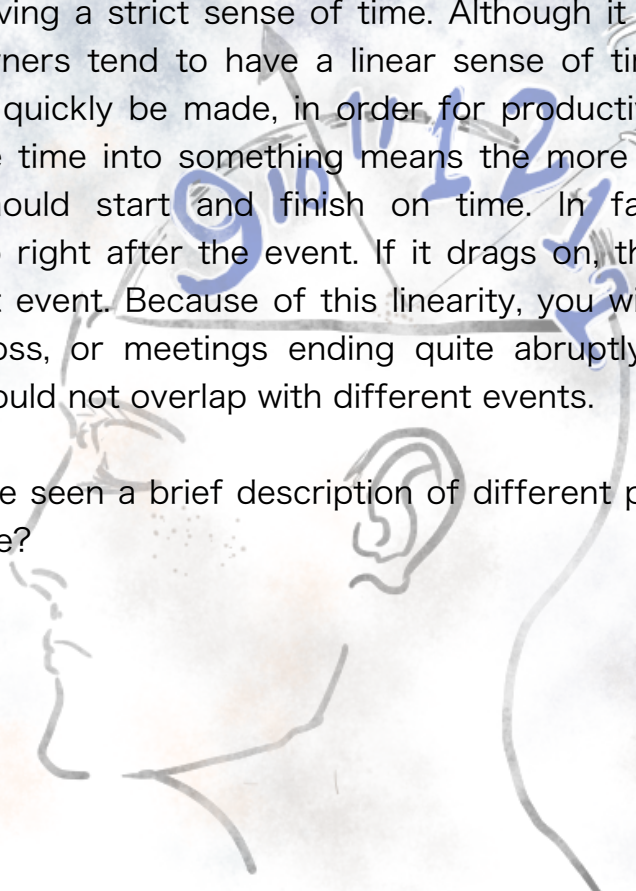 ving a strict sense of time. Although it
ners tend to have a linear sense of ti
quickly be made, in order for producti
time into something means the more
ould start and finish on time. In fa
right after the event. If it drags on, th
event. Because of this linearity, you wi
oss, or meetings ending quite abruptly
ould not overlap with different events.
e seen a brief description of different p
e?
9 10 11 12 1 2